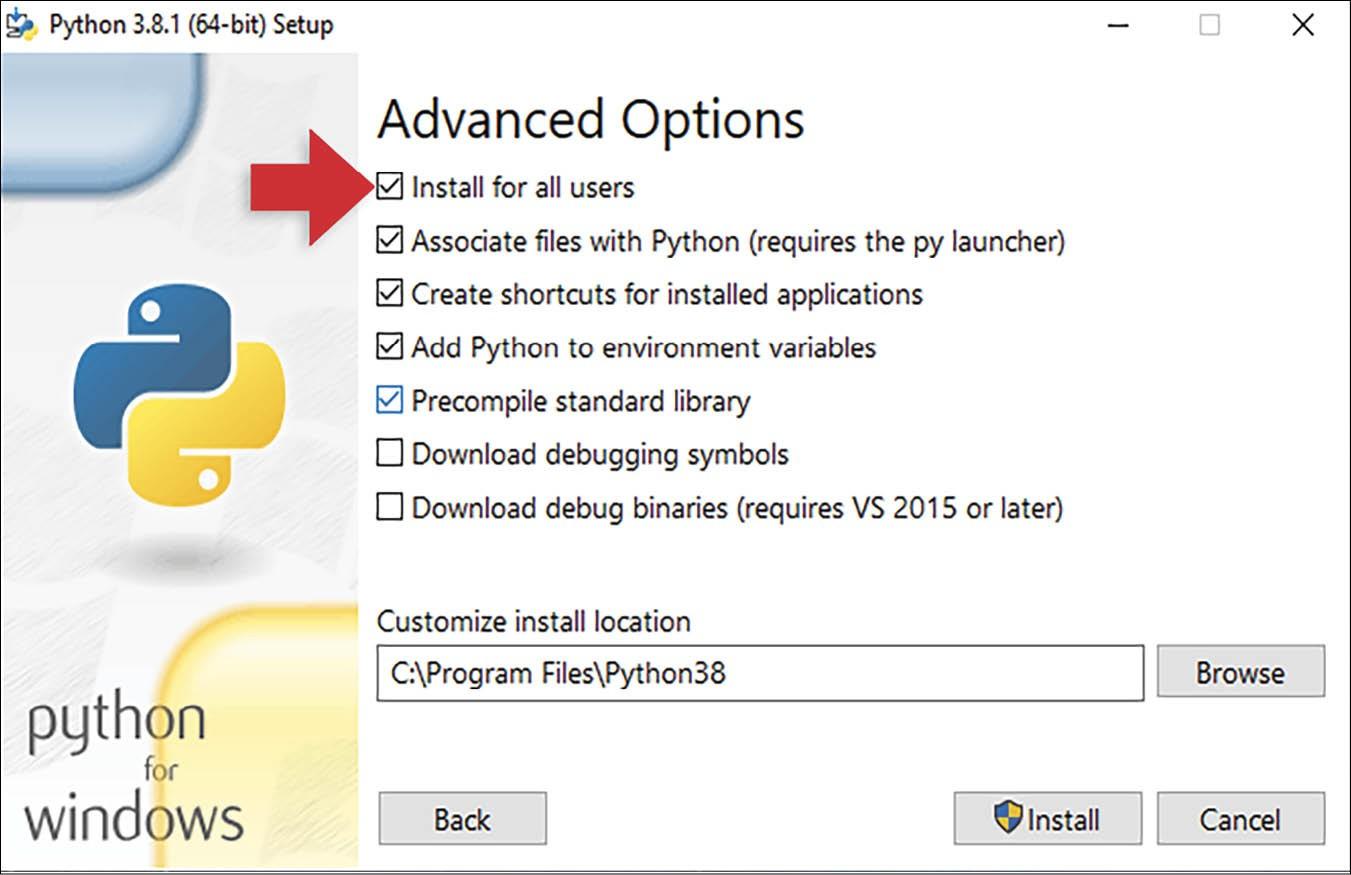 Python 3.8.1 (64-bit) Setup
Advanced Options
Install for all users
Associate files with Python (requires the py launcher)
Create shortcuts for installed applications
Add Python to environment variables
Precompile standard library
Download debugging symbols
Download debug binaries (requires VS 2015 or later)
Customize install location
C:\Program Files\Python38
Browse
python
for
windows
Back
Install
Cancel